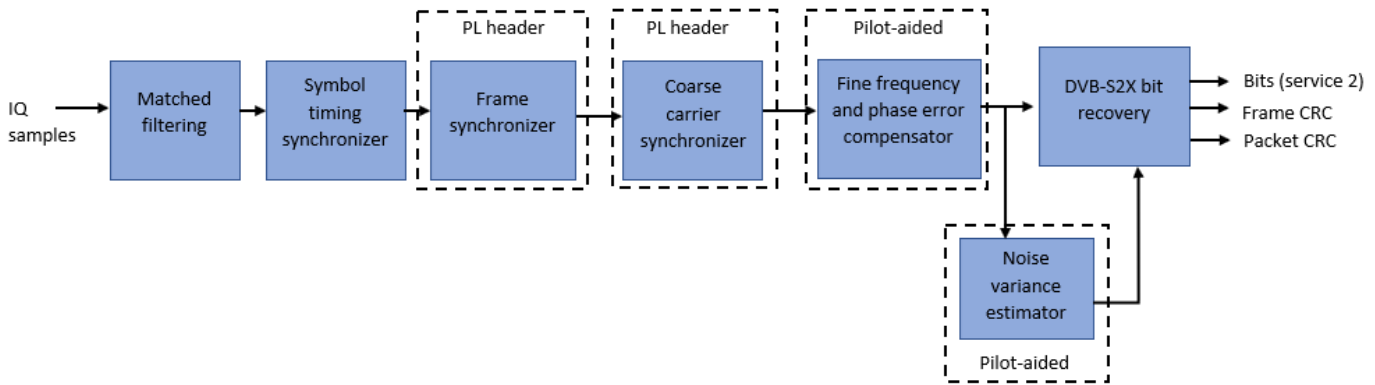 PL header
PL header
Pilot-aided
IQ
samples
Matched
filtering
Symbol
timing
synchronizer
Frame
synchronizer
Coarse
carrier
synchronizer
Fine frequency
and phase error
compensator
DVB-S2X bit
recovery
Bits (service 2)
Frame CRC
Packet CRC
Noise
variance
estimator
Pilot-aided